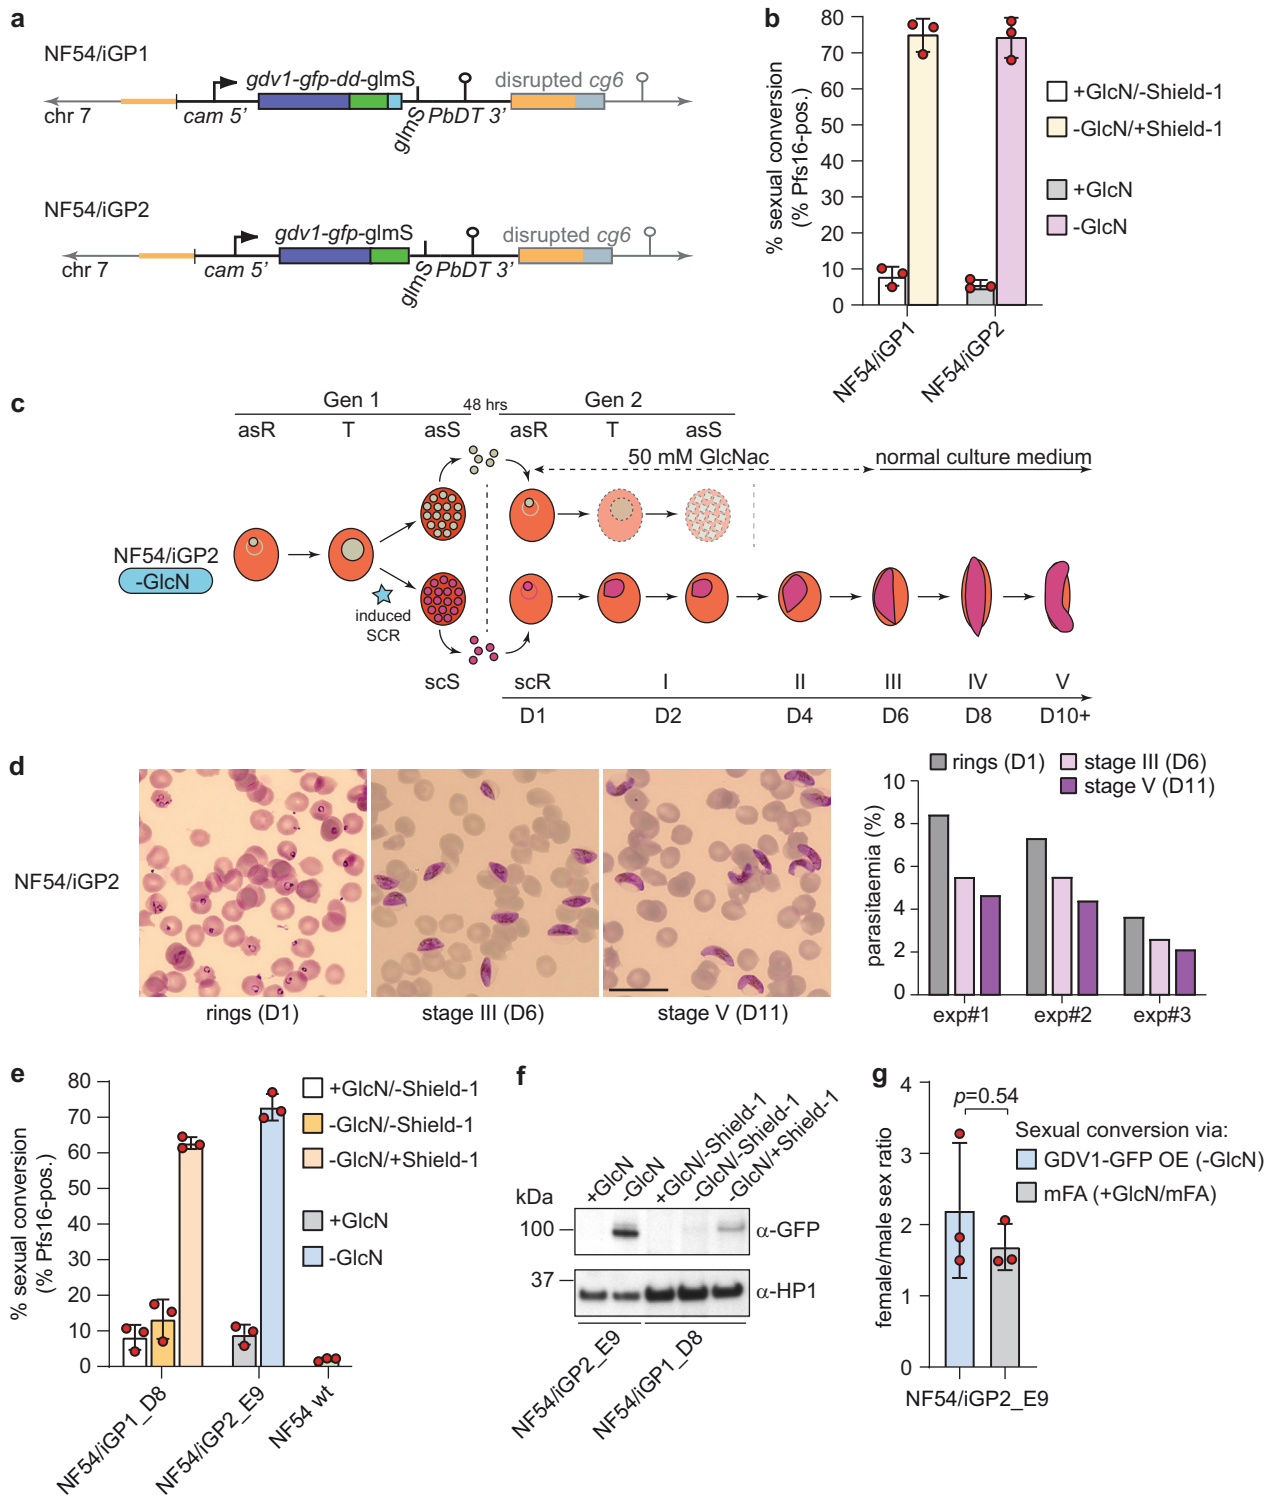 a
NF54/iGP1
gdv1-gfp-dd-glmS
disrupted cg6
chr 7
cam 5’
glmS
PbDT 3’
NF54/iGP2
gdv1-gfp-glmS
disrupted cg6
chr 7
cam 5’
glmS
PbDT 3’
b
% sexual conversion
(% Pfs16-pos.)
80
70
60
50
40
30
20
10
0
NF54/iGP1
NF54/iGP2
+GlcN/-Shield-1
-GlcN/+Shield-1
+GlcN
-GlcN
c
Gen 1
48 hrs
Gen 2
asR T asS asR T asS
50 mM GlcNac
normal culture medium
NF54/iGP2
-GlcN
induced
SCR
scS scR I II III IV V
D1 D2 D4 D6 D8 D10+
d
NF54/iGP2
rings (D1)
stage III (D6)
stage V (D11)
rings (D1)
stage III (D6)
stage V (D11)
parasitaemia (%)
10
8
6
4
2
0
exp#1 exp#2 exp#3
e
% sexual conversion
(% Pfs16-pos.)
80
70
60
50
40
30
20
10
0
NF54/iGP1_D8
NF54/iGP2_E9
NF54 wt
+GlcN/-Shield-1
-GlcN/-Shield-1
-GlcN/+Shield-1
+GlcN
-GlcN
f
+GlcN
-GlcN
+GlcN/-Shield-1
-GlcN/-Shield-1
-GlcN/+Shield-1
kDa
100
α-GFP
37
α-HP1
NF54/iGP2_E9
NF54/iGP1_D8
g
female/male sex ratio
4
3
2
1
0
p=0.54
Sexual conversion via:
GDV1-GFP OE (-GlcN)
mFA (+GlcN/mFA)
NF54/iGP2_E9